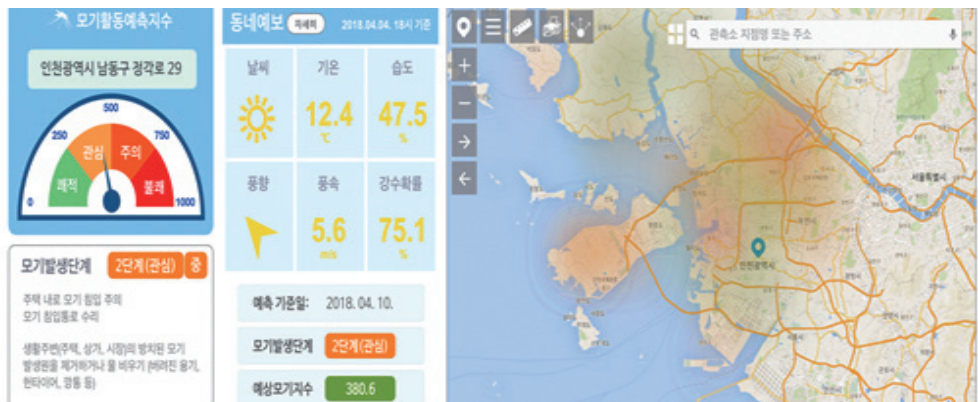 모기활동예측지수
인천광역시 남동구 정각로 29
500
250
750
관심
주의
쾌적
불쾌
0
1000
모기발생단계
2단계(관심)
중
주택 내로 모기 침입 주의
모기 침입통로 수리
생활주변(주택, 상가, 시장)의 방치된 모기
발생원을 제거하거나 물 비우기 (버려진 용기,
헌타이어, 깡통 등)
동네예보
자세히
2018.04.04. 18시 기준
날씨
기온
습도
12.4
℃
47.5
%
풍향
풍속
강수확률
5.6
m/s
75.1
%
예측 기준일: 2018. 04. 10.
모기발생단계
2단계(관심)
예상모기지수
380.6
관측소 지점명 또는 주소
서울특별시
인천광역시